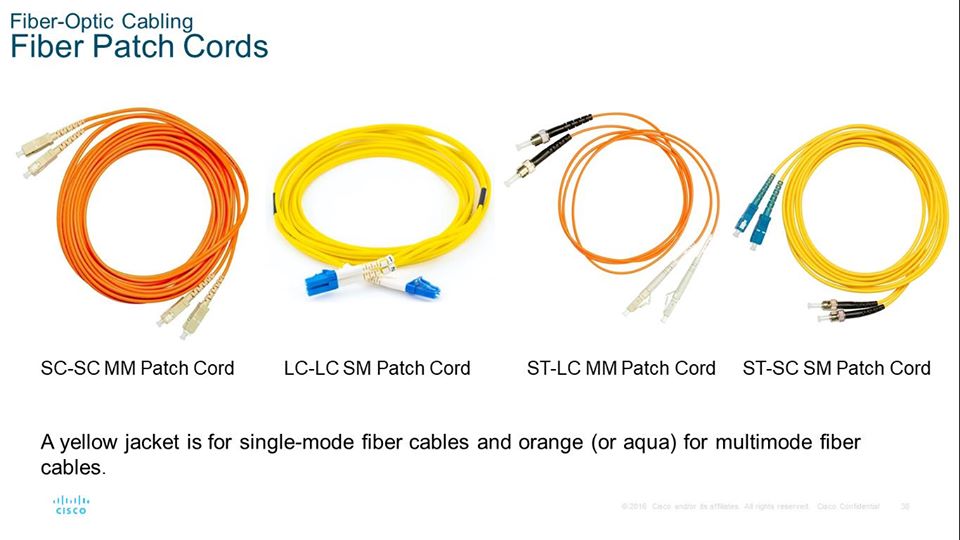 Fiber-Optic Cabling
Fiber Patch Cords
SC-SC MM Patch Cord
LC-LC SM Patch Cord
ST-LC MM Patch Cord
ST-SC SM Patch Cord
A yellow jacket is for single-mode fiber cables and orange (or aqua) for multimode fiber
cables.
CISCO
© 2016 Cisco and/or its affiliates. All rights reserved. Cisco Confidential
38